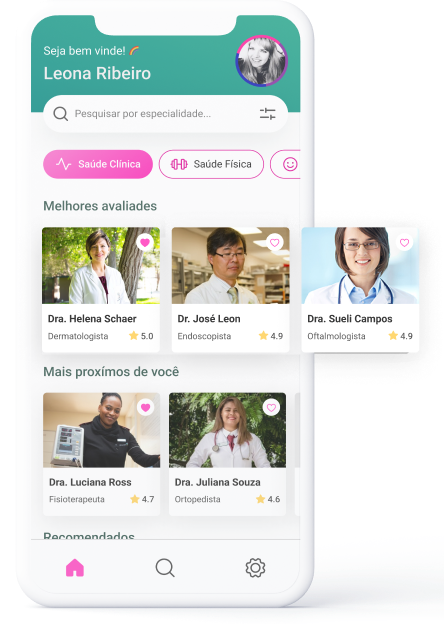 Seja bem vinde!
Leona Ribeiro
Pesquisar por especialidade...
Saúde Clínica
Saúde Física
Melhores avaliades
Dra. Helena Schaer
Dermatologista 5.0
Dr. José Leon
Endoscopista 4.9
Dra. Sueli Campos
Oftalmologista 4.9
Mais proxímos de você
Dra. Luciana Ross
Fisioterapeuta 4.7
Dra. Juliana Souza
Ortopedista 4.6
Recomendados